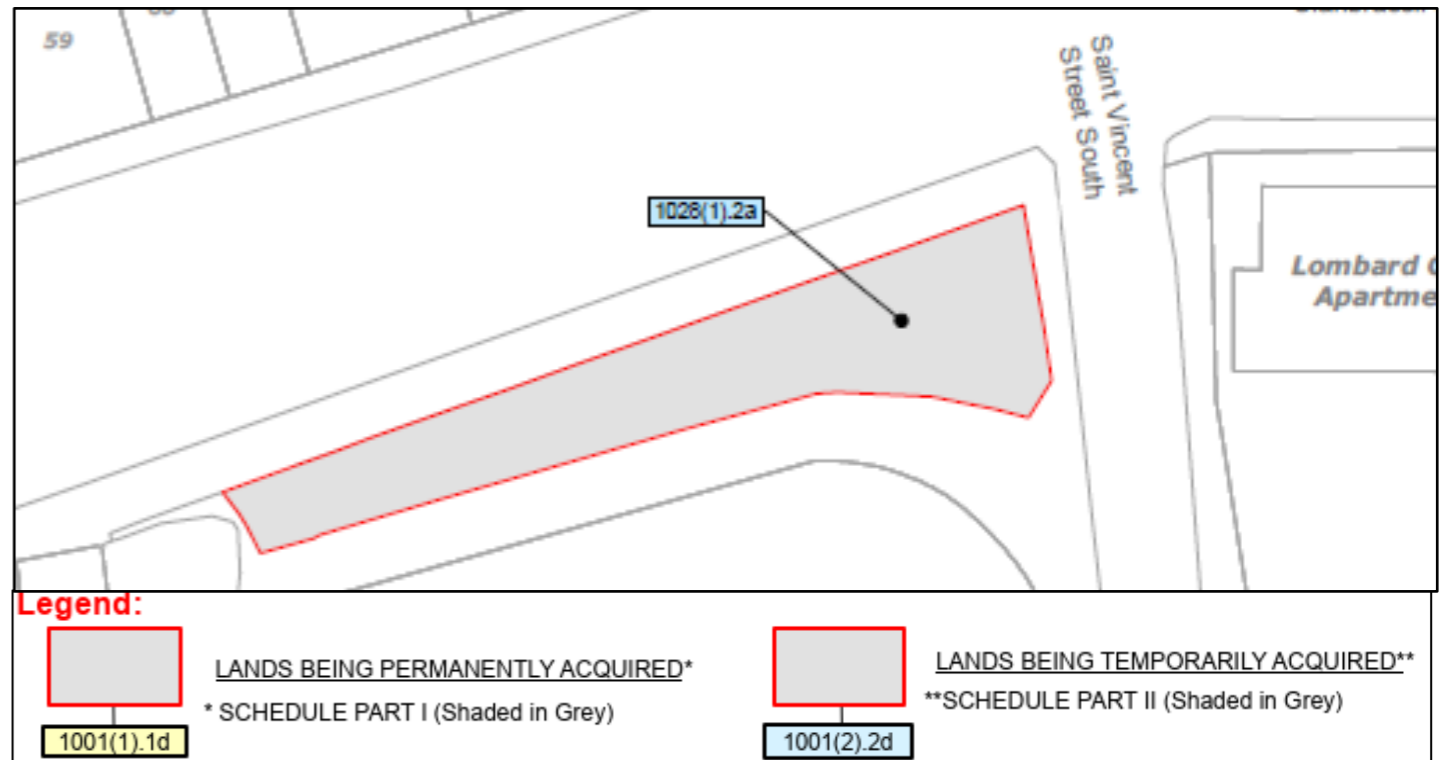 59
Saint Vincent
Street South
1028(1).2a
Lombard
Apartme
Legend:
LANDS BEING PERMANENTLY ACQUIRED*
* SCHEDULE PART I (Shaded in Grey)
1001(1).1d
LANDS BEING TEMPORARILY ACQUIRED**
**SCHEDULE PART II (Shaded in Grey)
1001(2).2d